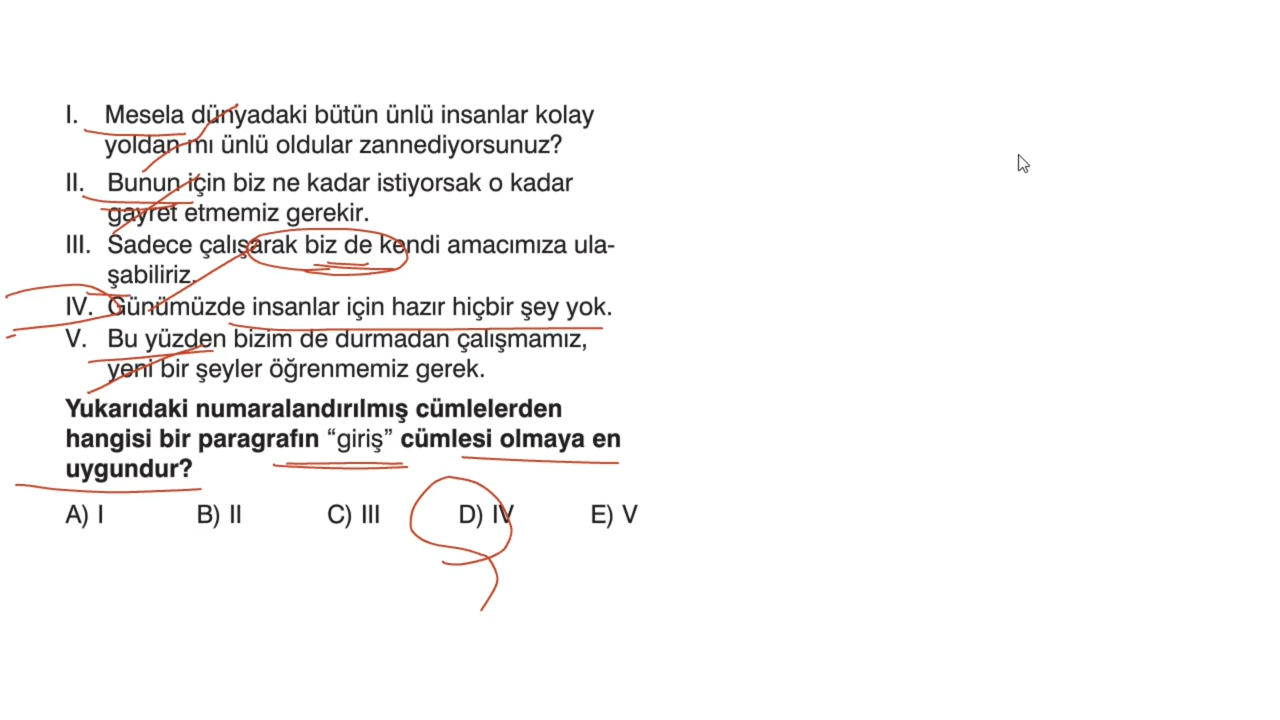 I. Mesela dünyadaki bütün ünlü insanlar kolay
yoldan mı ünlü oldular zannediyorsunuz?
II. Bunun için biz ne kadar istiyorsak o kadar
gayret etmemiz gerekir.
III. Sadece çalışarak biz de kendi amacımıza ula-
şabiliriz.
IV. Günümüzde insanlar için hazır hiçbir şey yok.
V. Bu yüzden bizim de durmadan çalışmamız,
yeni bir şeyler öğrenmemiz gerek.
Yukarıdaki numaralandırılmış cümlelerden
hangisi bir paragrafın “giriş” cümlesi olmaya en
uygundur?
A) I B) II C) III D) IV E) V